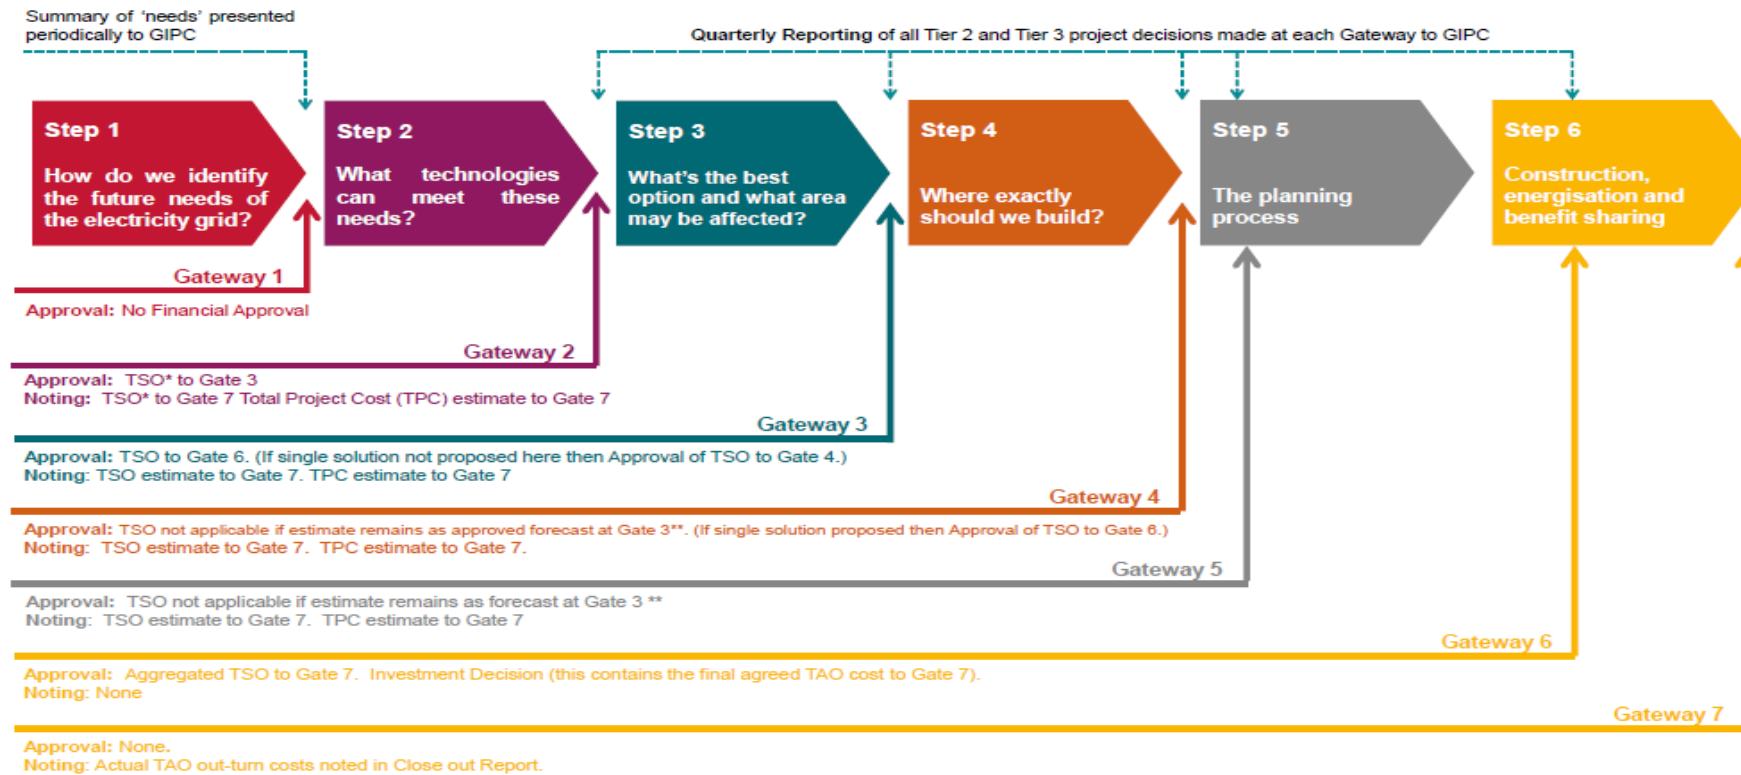 Summary of 'needs' presented
periodically to GIPC
Quarterly Reporting of all Tier 2 and Tier 3 project decisions made at each Gateway to GIPC
Step 1
How do we identify
the future needs of
the electricity grid?
Step 2
What technologies
can meet these
needs?
Step 3
What's the best
option and what area
may be affected?
Step 4
Where exactly
should we build?
Step 5
The planning
process
Step 6
Construction,
energisation and
benefit sharing
Gateway 1
Approval: No Financial Approval
Gateway 2
Approval: TSO* to Gate 3
Noting: TSO* to Gate 7 Total Project Cost (TPC) estimate to Gate 7
Gateway 3
Approval: TSO to Gate 6. (If single solution not proposed here then Approval of TSO to Gate 4.)
Noting: TSO estimate to Gate 7. TPC estimate to Gate 7
Gateway 4
Approval: TSO not applicable if estimate remains as approved forecast at Gate 3**. (If single solution proposed then Approval of TSO to Gate 6.)
Noting: TSO estimate to Gate 7. TPC estimate to Gate 7.
Gateway 5
Approval: TSO not applicable if estimate remains as forecast at Gate 3 **
Noting: TSO estimate to Gate 7. TPC estimate to Gate 7
Gateway 6
Approval: Aggregated TSO to Gate 7. Investment Decision (this contains the final agreed TAO cost to Gate 7).
Noting: None
Gateway 7
Approval: None.
Noting: Actual TAO out-turn costs noted in Close out Report.